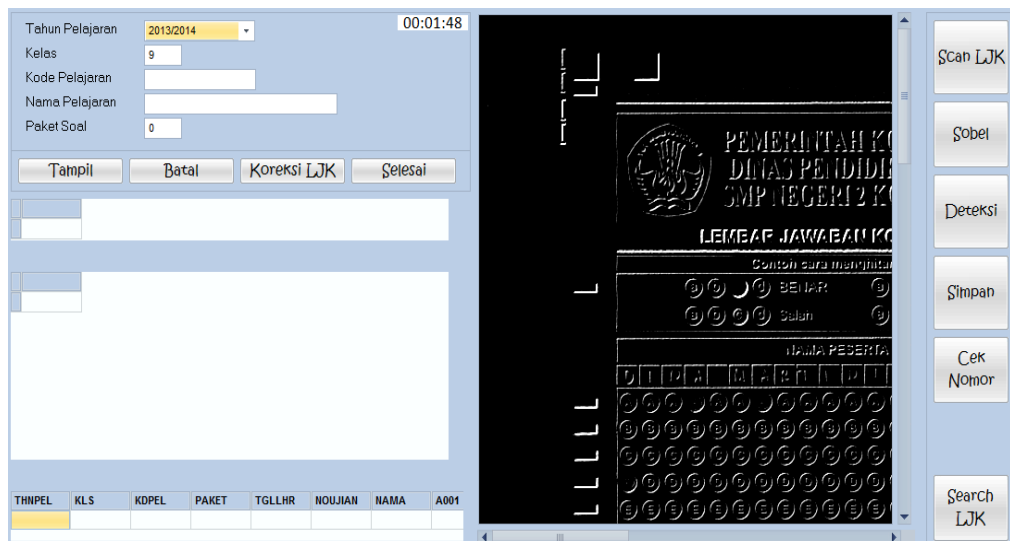 Tahun Pelajaran 2013/2014
00:01:48
Kelas 9
Kode Pelajaran
Nama Pelajaran
Paket Soal 0
Tampil Batal Koreksi LJK Selesai
THNPEL KLS KDPEL PAKET TGLLHR NOUJIAN NAMA A001
PEMERINTAH KO
DINAS PENDIDI
SMP NEGERI 2 K
LEMBAR JAWABAN KO
Contoh cara menghitu
a b d BENAR a
a b c d Salah a
NAMA PESERTA
Scan LJK
Sobel
Deteksi
Simpan
Cek
Nomor
Search
LJK